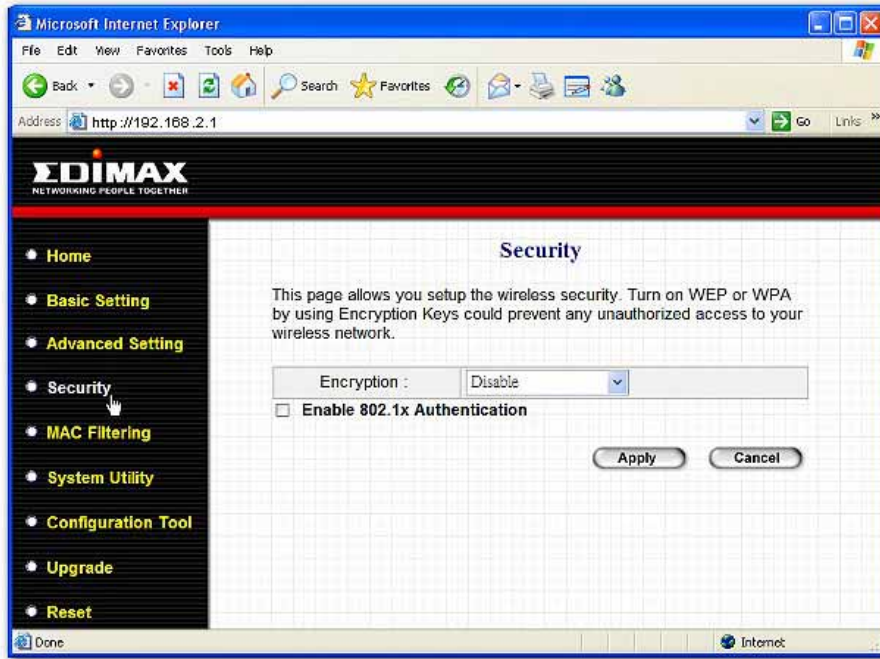 Microsoft Internet Explorer
File Edit View Favorites Tools Help
Back Search Favorites
Address http://192.168.2.1 Go Links »
EDIMAX
NETWORKING PEOPLE TOGETHER
Home
Basic Setting
Advanced Setting
Security
MAC Filtering
System Utility
Configuration Tool
Upgrade
Reset
Security
This page allows you setup the wireless security. Turn on WEP or WPA
by using Encryption Keys could prevent any unauthorized access to your
wireless network.
Encryption : Disable
Enable 802.1x Authentication
Apply Cancel
Done Internet